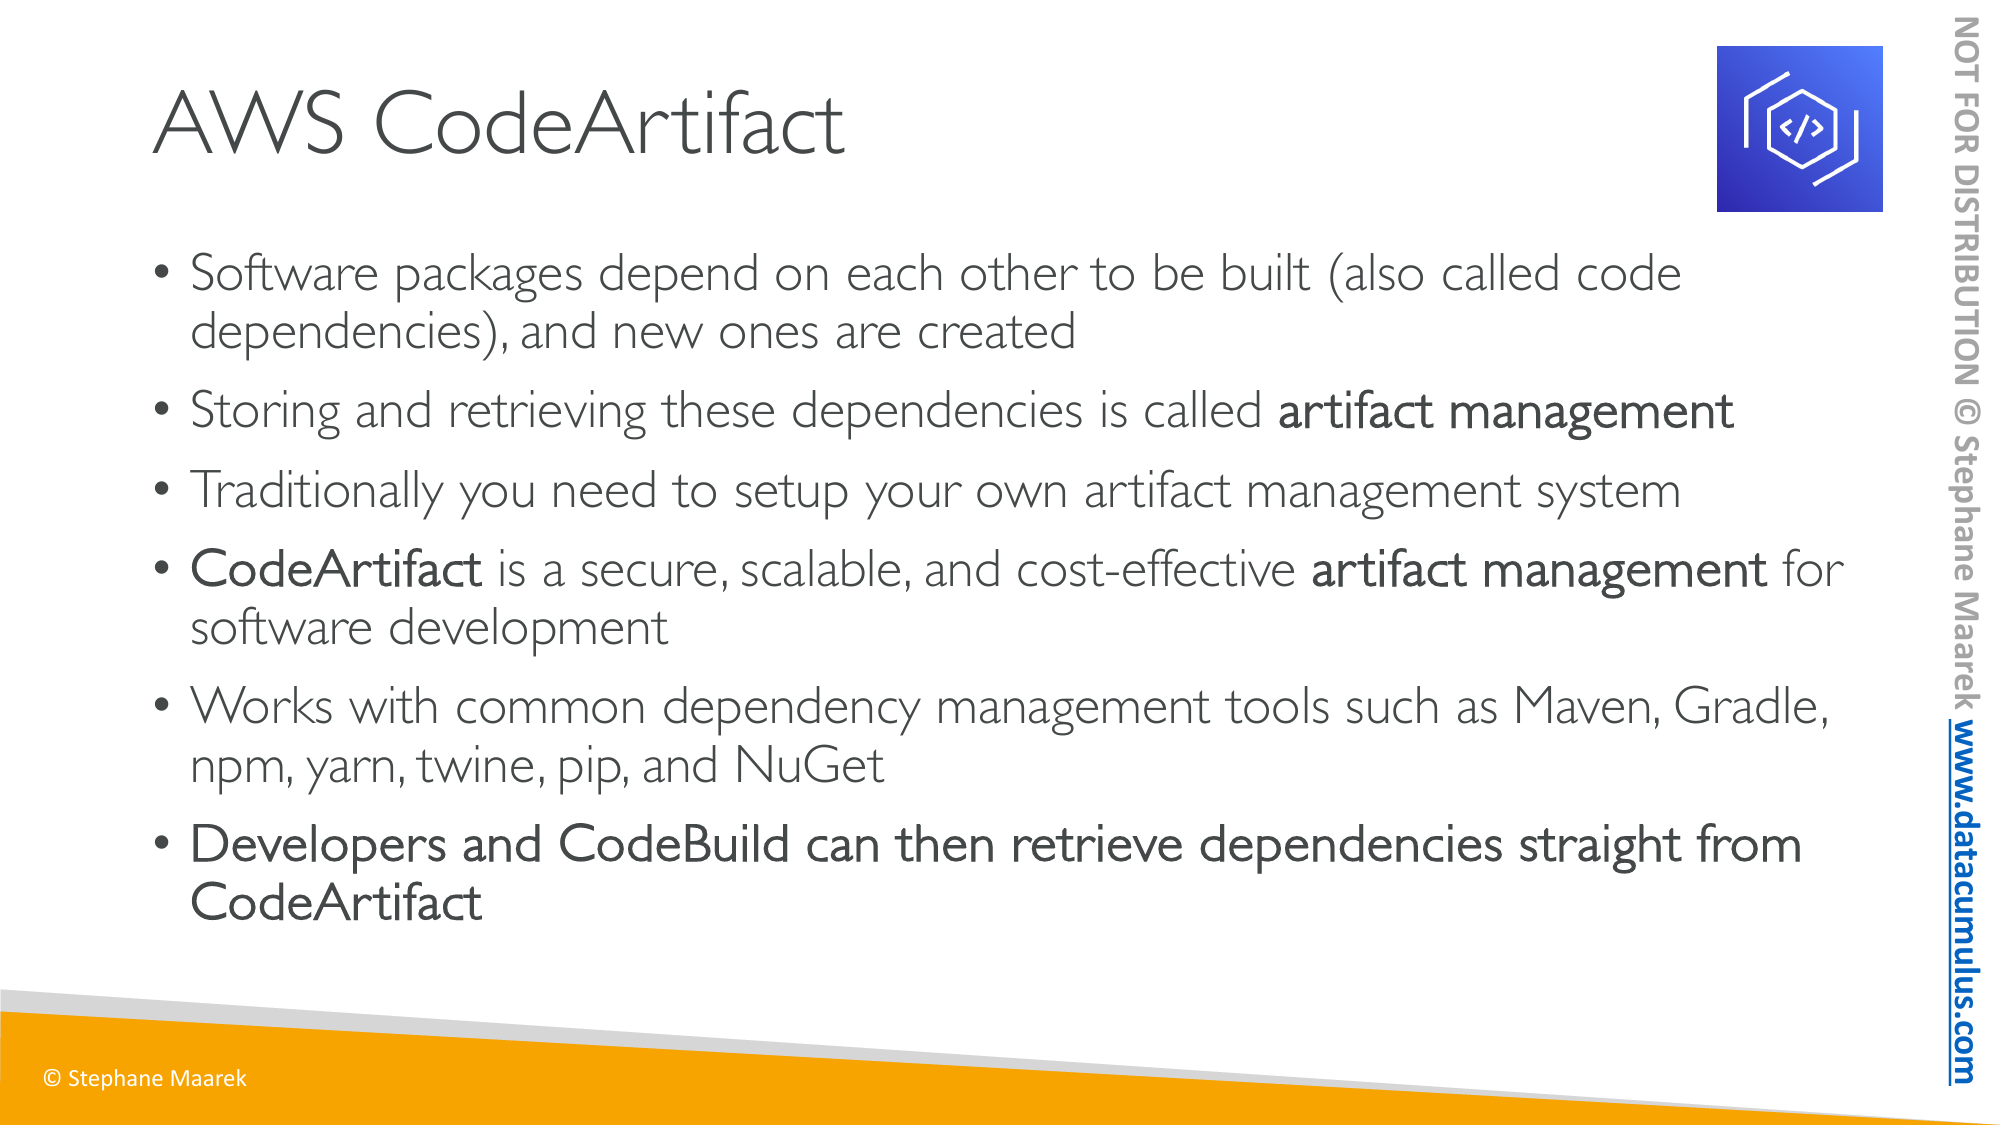 AWS CodeArtifact
• Software packages depend on each other to be built (also called code
dependencies), and new ones are created
• Storing and retrieving these dependencies is called artifact management
• Traditionally you need to setup your own artifact management system
• CodeArtifact is a secure, scalable, and cost-effective artifact management for
software development
• Works with common dependency management tools such as Maven, Gradle,
npm, yarn, twine, pip, and NuGet
• Developers and CodeBuild can then retrieve dependencies straight from
CodeArtifact
© Stephane Maarek
NOT FOR DISTRIBUTION © Stephane Maarek www.datacumulus.com